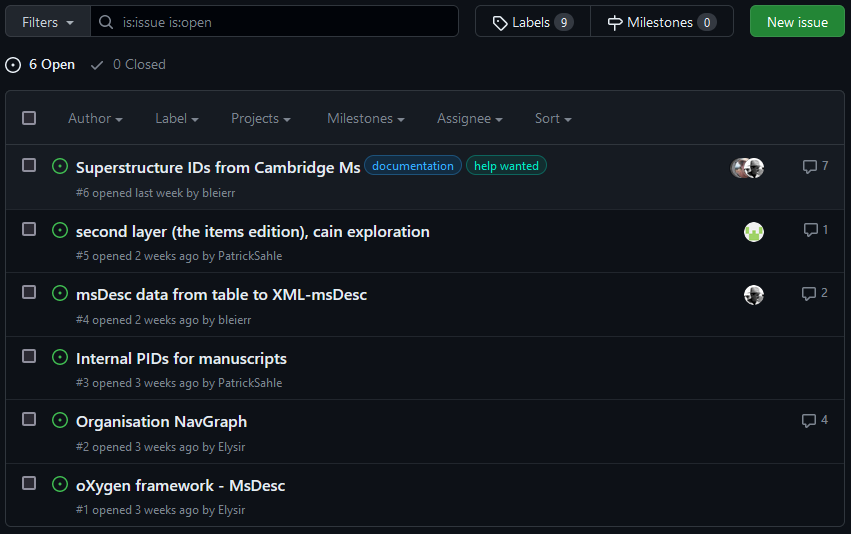 Filters is:issue is:open Labels 9 Milestones 0 New issue
6 Open 0 Closed
Author Label Projects Milestones Assignee Sort
Superstructure IDs from Cambridge Ms documentation help wanted 7
#6 opened last week by bleierr
second layer (the items edition), cain exploration 1
#5 opened 2 weeks ago by PatrickSahle
msDesc data from table to XML-msDesc 2
#4 opened 2 weeks ago by bleierr
Internal PIDs for manuscripts
#3 opened 3 weeks ago by PatrickSahle
Organisation NavGraph 4
#2 opened 3 weeks ago by Elysir
oXygen framework - MsDesc
#1 opened 3 weeks ago by Elysir